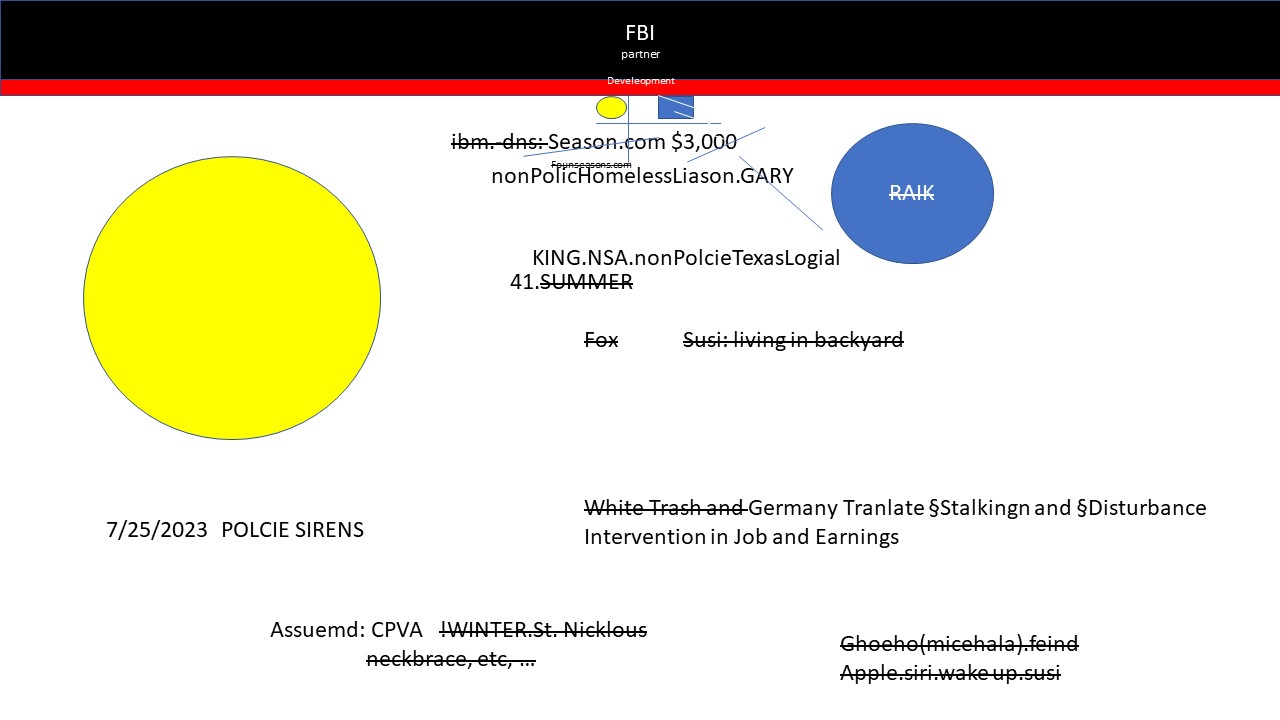 FBI
partner
Develeopment
ibm.-dns: Season.com $3,000
Founseasons.com
nonPolicHomelessLiason.GARY
RAIK
KING.NSA.nonPolcieTexasLogial
41.SUMMER
Fox Susi: living in backyard
White Trash and Germany Tranlate §Stalkingn and §Disturbance
Intervention in Job and Earnings
7/25/2023 POLCIE SIRENS
Assuemd: CPVA !WINTER.St. Nicklous
neckbrace, etc, ...
Ghoeho(micehala).feind
Apple.siri.wake up.susi